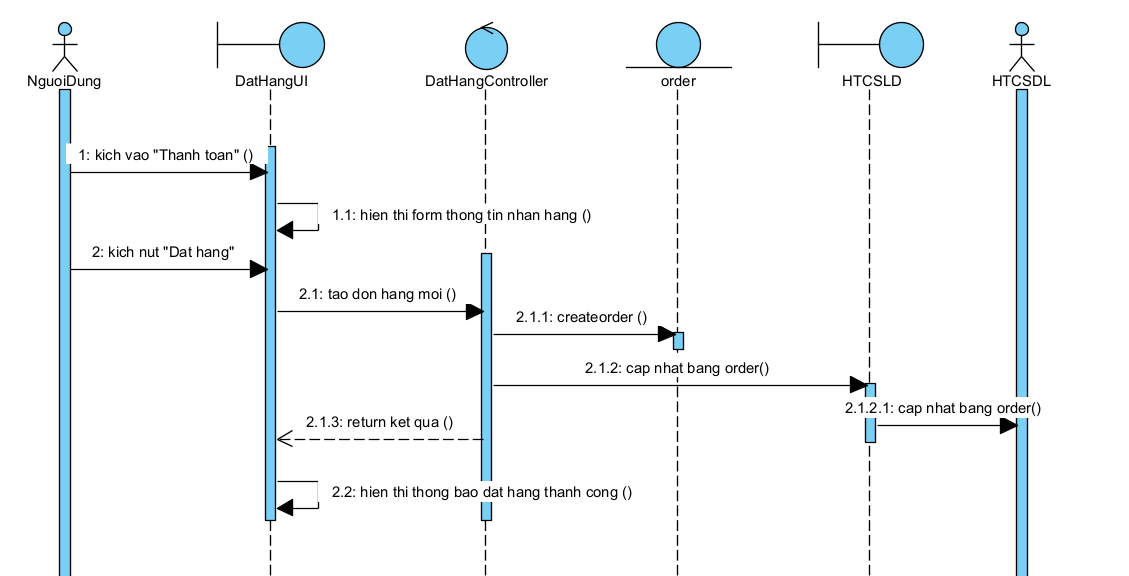 NguoiDung
DatHangUI
DatHangController
order
HTCSLD
HTCSDL
1: kich vao "Thanh toan" ()
1.1: hien thi form thong tin nhan hang ()
2: kich nut "Dat hang"
2.1: tao don hang moi ()
2.1.1: createorder ()
2.1.2: cap nhat bang order()
2.1.2.1: cap nhat bang order()
2.1.3: return ket qua ()
2.2: hien thi thong bao dat hang thanh cong ()